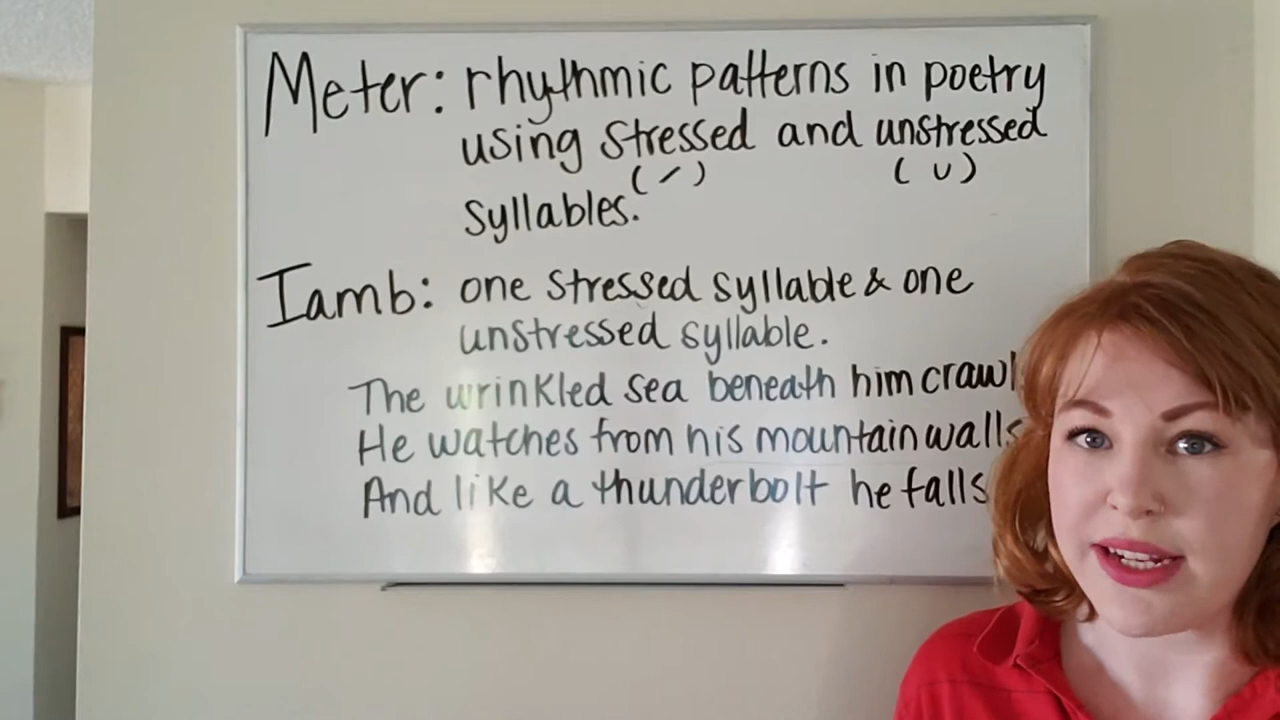 Meter: rhythmic patterns in poetry
using stressed and unstressed
( / ) ( ∪ )
syllables.
Iamb: one stressed syllable & one
unstressed syllable.
The wrinkled sea beneath him crawl
He watches from his mountain walls
And like a thunderbolt he falls